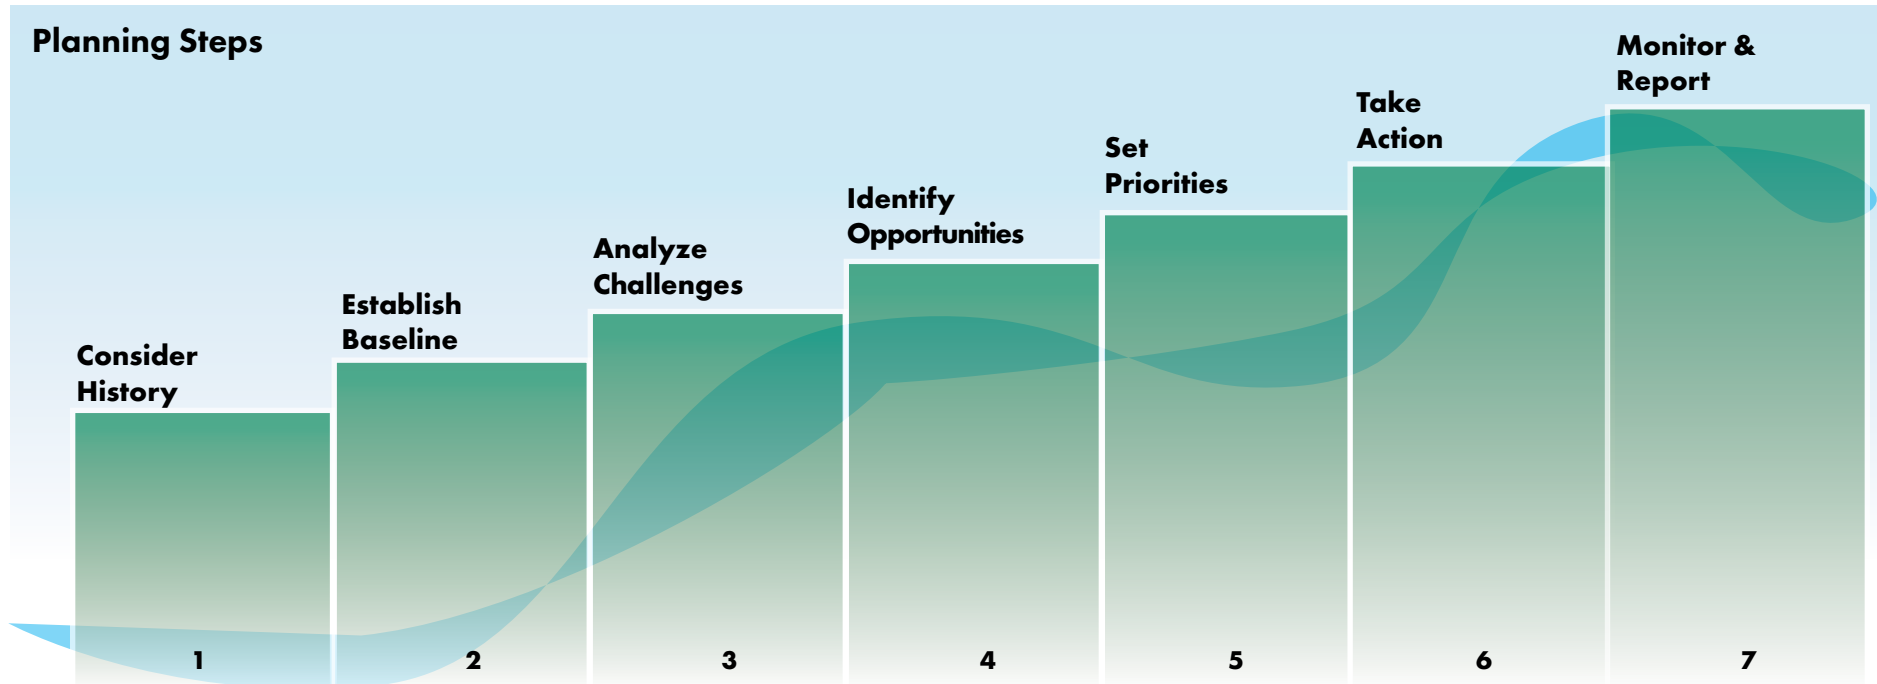 Planning Steps
Consider
History
Establish
Baseline
Analyze
Challenges
Identify
Opportunities
Set
Priorities
Take
Action
Monitor &
Report
1
2
3
4
5
6
7